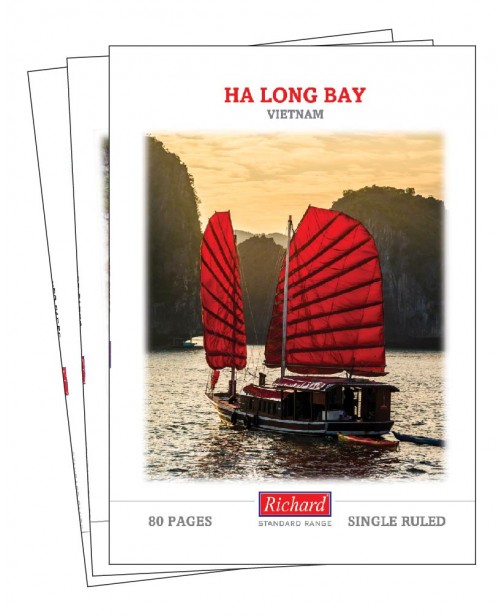 HA LONG BAY
VIETNAM
80 PAGES
Richard
STANDARD RANGE
SINGLE RULED